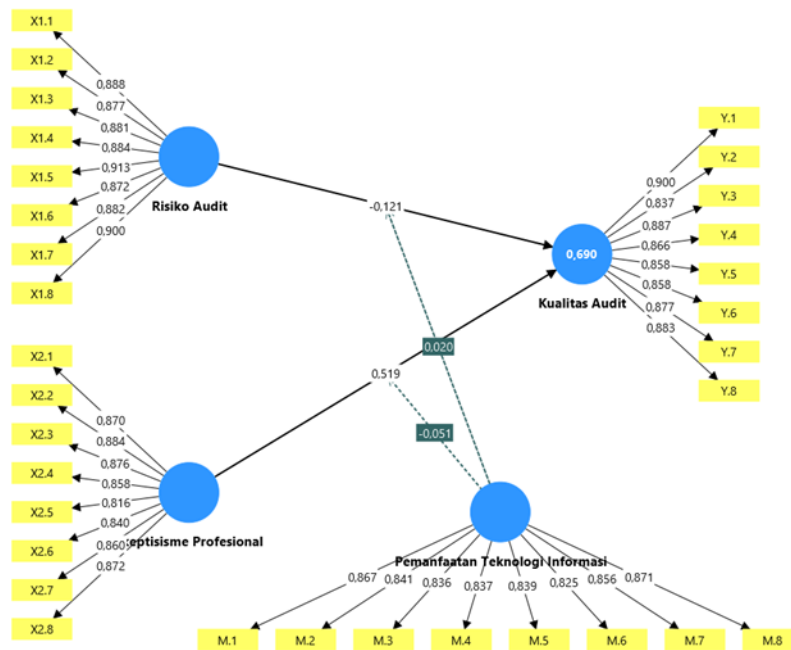 X1.1
X1.2
X1.3
X1.4
X1.5
X1.6
X1.7
X1.8
0,888
0,877
0,881
0,884
0,913
0,872
0,882
0,900
Risiko Audit
-0,121
Y.1
Y.2
Y.3
Y.4
Y.5
Y.6
Y.7
Y.8
0,900
0,837
0,887
0,866
0,858
0,858
0,877
0,883
0,690
Kualitas Audit
0,020
0,519
-0,051
X2.1
X2.2
X2.3
X2.4
X2.5
X2.6
X2.7
X2.8
0,870
0,884
0,876
0,858
0,816
0,840
0,860
0,872
eptisisme Profesional
Pemanfaatan Teknologi Informasi
0,867
0,841
0,836
0,837
0,839
0,825
0,856
0,871
M.1
M.2
M.3
M.4
M.5
M.6
M.7
M.8